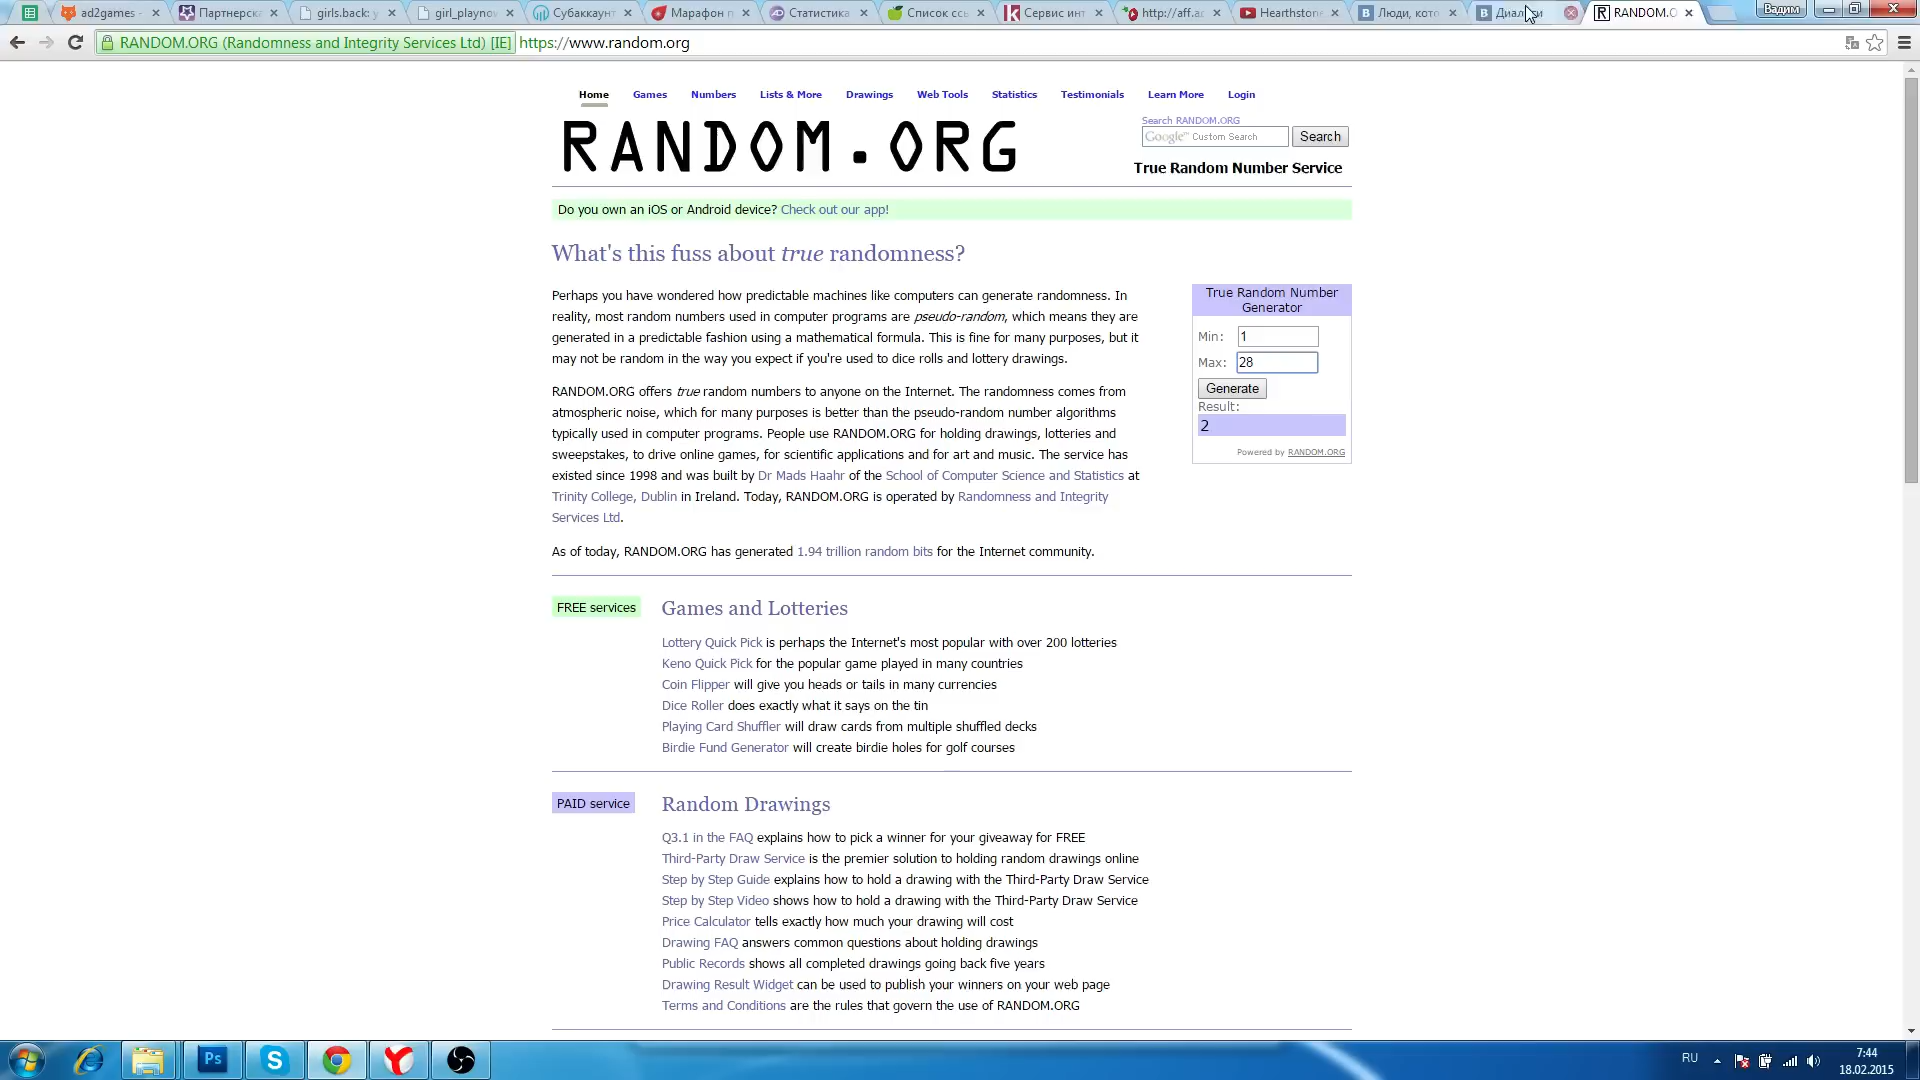 ad2games -
Партнерска
girls.back: y
girl_playnov
Субаккаунт
Марафон п
Статистика
Список ссы
Сервис инт
http://aff.ac
Hearthstone
Люди, кото
RANDOM.O
Вадим
RANDOM.ORG (Randomness and Integrity Services Ltd) [IE] https://www.random.org
Home Games Numbers Lists & More Drawings Web Tools Statistics Testimonials Learn More Login
RANDOM.ORG
Search RANDOM.ORG
Google™ Custom Search Search
True Random Number Service
Do you own an iOS or Android device? Check out our app!
What's this fuss about true randomness?
Perhaps you have wondered how predictable machines like computers can generate randomness. In
reality, most random numbers used in computer programs are pseudo-random, which means they are
generated in a predictable fashion using a mathematical formula. This is fine for many purposes, but it
may not be random in the way you expect if you're used to dice rolls and lottery drawings.
RANDOM.ORG offers true random numbers to anyone on the Internet. The randomness comes from
atmospheric noise, which for many purposes is better than the pseudo-random number algorithms
typically used in computer programs. People use RANDOM.ORG for holding drawings, lotteries and
sweepstakes, to drive online games, for scientific applications and for art and music. The service has
existed since 1998 and was built by Dr Mads Haahr of the School of Computer Science and Statistics at
Trinity College, Dublin in Ireland. Today, RANDOM.ORG is operated by Randomness and Integrity
Services Ltd.
As of today, RANDOM.ORG has generated 1.94 trillion random bits for the Internet community.
True Random Number
Generator
Min: 1
Max: 28
Generate
Result:
2
Powered by RANDOM.ORG
FREE services
Games and Lotteries
Lottery Quick Pick is perhaps the Internet's most popular with over 200 lotteries
Keno Quick Pick for the popular game played in many countries
Coin Flipper will give you heads or tails in many currencies
Dice Roller does exactly what it says on the tin
Playing Card Shuffler will draw cards from multiple shuffled decks
Birdie Fund Generator will create birdie holes for golf courses
PAID service
Random Drawings
Q3.1 in the FAQ explains how to pick a winner for your giveaway for FREE
Third-Party Draw Service is the premier solution to holding random drawings online
Step by Step Guide explains how to hold a drawing with the Third-Party Draw Service
Step by Step Video shows how to hold a drawing with the Third-Party Draw Service
Price Calculator tells exactly how much your drawing will cost
Drawing FAQ answers common questions about holding drawings
Public Records shows all completed drawings going back five years
Drawing Result Widget can be used to publish your winners on your web page
Terms and Conditions are the rules that govern the use of RANDOM.ORG
Ps
RU
7:44
18.02.2015